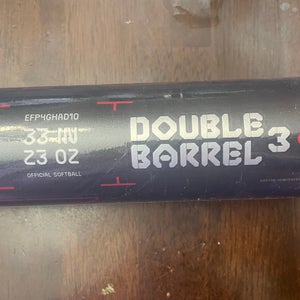 EFP4GHAD10
33 IN
23 OZ
OFFICIAL SOFTBALL
DOUBLE
BARREL 3